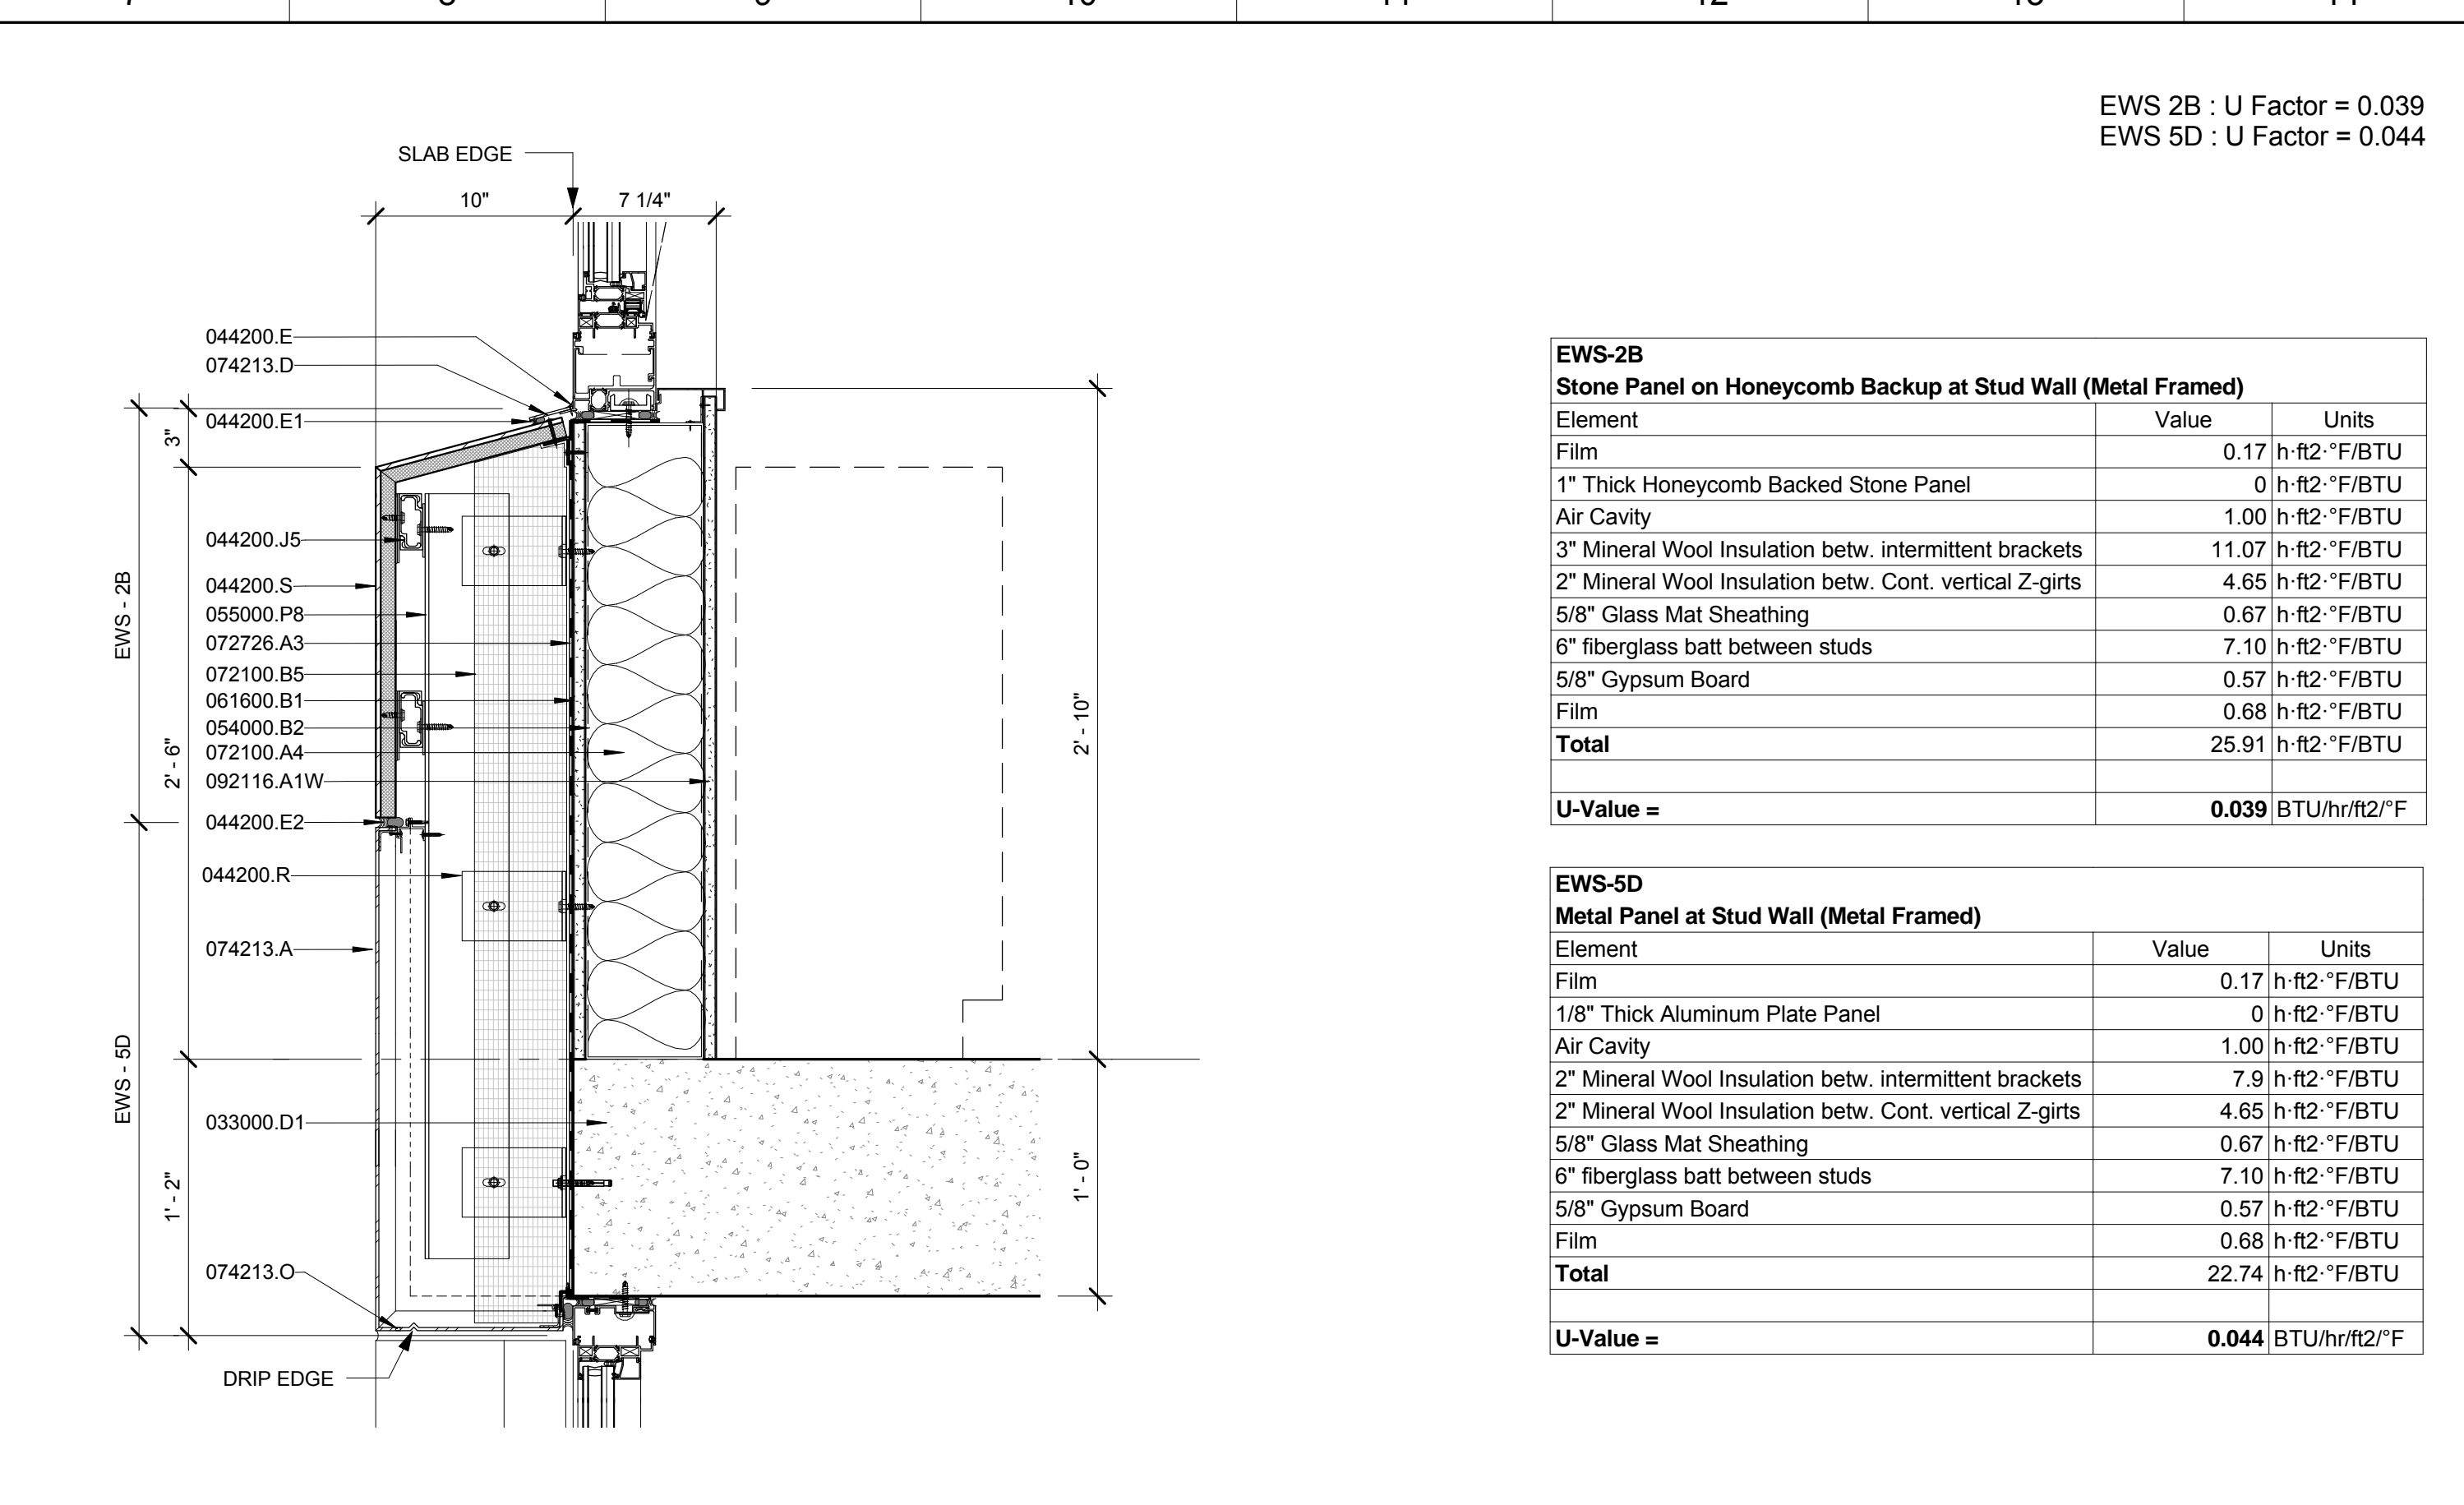 EWS 2B : U Factor = 0.039
EWS 5D : U Factor = 0.044
SLAB EDGE
10" 7 1/4"
044200.E
074213.D
044200.E1
3"
044200.J5
044200.S
055000.P8
072726.A3
072100.B5
061600.B1
054000.B2
072100.A4
092116.A1W
044200.E2
044200.R
074213.A
033000.D1
074213.O
DRIP EDGE
EWS - 2B
EWS - 5D
2' - 6"
1' - 2"
2' - 10"
1' - 0"
EWS-2B
Stone Panel on Honeycomb Backup at Stud Wall (Metal Framed)
Element Value Units
Film 0.17 h·ft2·°F/BTU
1" Thick Honeycomb Backed Stone Panel 0 h·ft2·°F/BTU
Air Cavity 1.00 h·ft2·°F/BTU
3" Mineral Wool Insulation betw. intermittent brackets 11.07 h·ft2·°F/BTU
2" Mineral Wool Insulation betw. Cont. vertical Z-girts 4.65 h·ft2·°F/BTU
5/8" Glass Mat Sheathing 0.67 h·ft2·°F/BTU
6" fiberglass batt between studs 7.10 h·ft2·°F/BTU
5/8" Gypsum Board 0.57 h·ft2·°F/BTU
Film 0.68 h·ft2·°F/BTU
Total 25.91 h·ft2·°F/BTU
U-Value = 0.039 BTU/hr/ft2/°F
EWS-5D
Metal Panel at Stud Wall (Metal Framed)
Element Value Units
Film 0.17 h·ft2·°F/BTU
1/8" Thick Aluminum Plate Panel 0 h·ft2·°F/BTU
Air Cavity 1.00 h·ft2·°F/BTU
2" Mineral Wool Insulation betw. intermittent brackets 7.9 h·ft2·°F/BTU
2" Mineral Wool Insulation betw. Cont. vertical Z-girts 4.65 h·ft2·°F/BTU
5/8" Glass Mat Sheathing 0.67 h·ft2·°F/BTU
6" fiberglass batt between studs 7.10 h·ft2·°F/BTU
5/8" Gypsum Board 0.57 h·ft2·°F/BTU
Film 0.68 h·ft2·°F/BTU
Total 22.74 h·ft2·°F/BTU
U-Value = 0.044 BTU/hr/ft2/°F